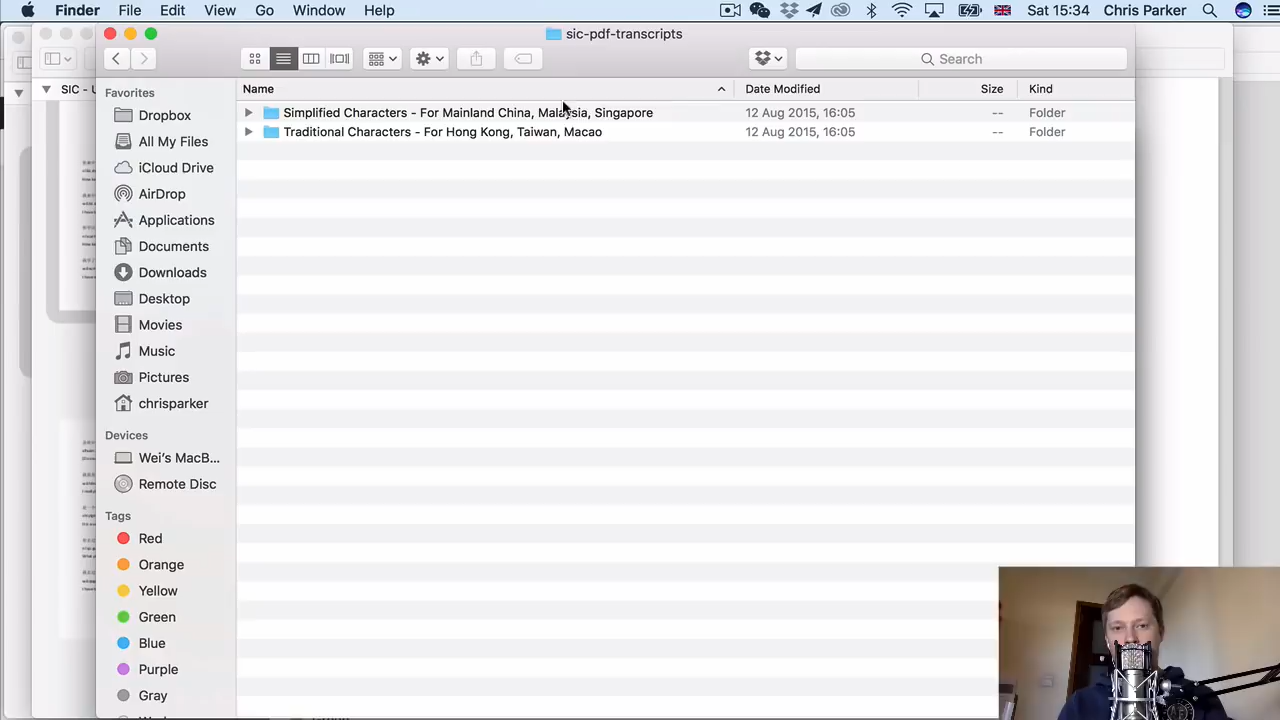 Finder File Edit View Go Window Help Sat 15:34 Chris Parker
sic-pdf-transcripts
Search
SIC - U
Favorites
Dropbox
All My Files
iCloud Drive
AirDrop
Applications
Documents
Downloads
Desktop
Movies
Music
Pictures
chrisparker
Devices
Wei's MacB...
Remote Disc
Tags
Red
Orange
Yellow
Green
Blue
Purple
Gray
Name Date Modified Size Kind
Simplified Characters - For Mainland China, Malaysia, Singapore 12 Aug 2015, 16:05 -- Folder
Traditional Characters - For Hong Kong, Taiwan, Macao 12 Aug 2015, 16:05 -- Folder